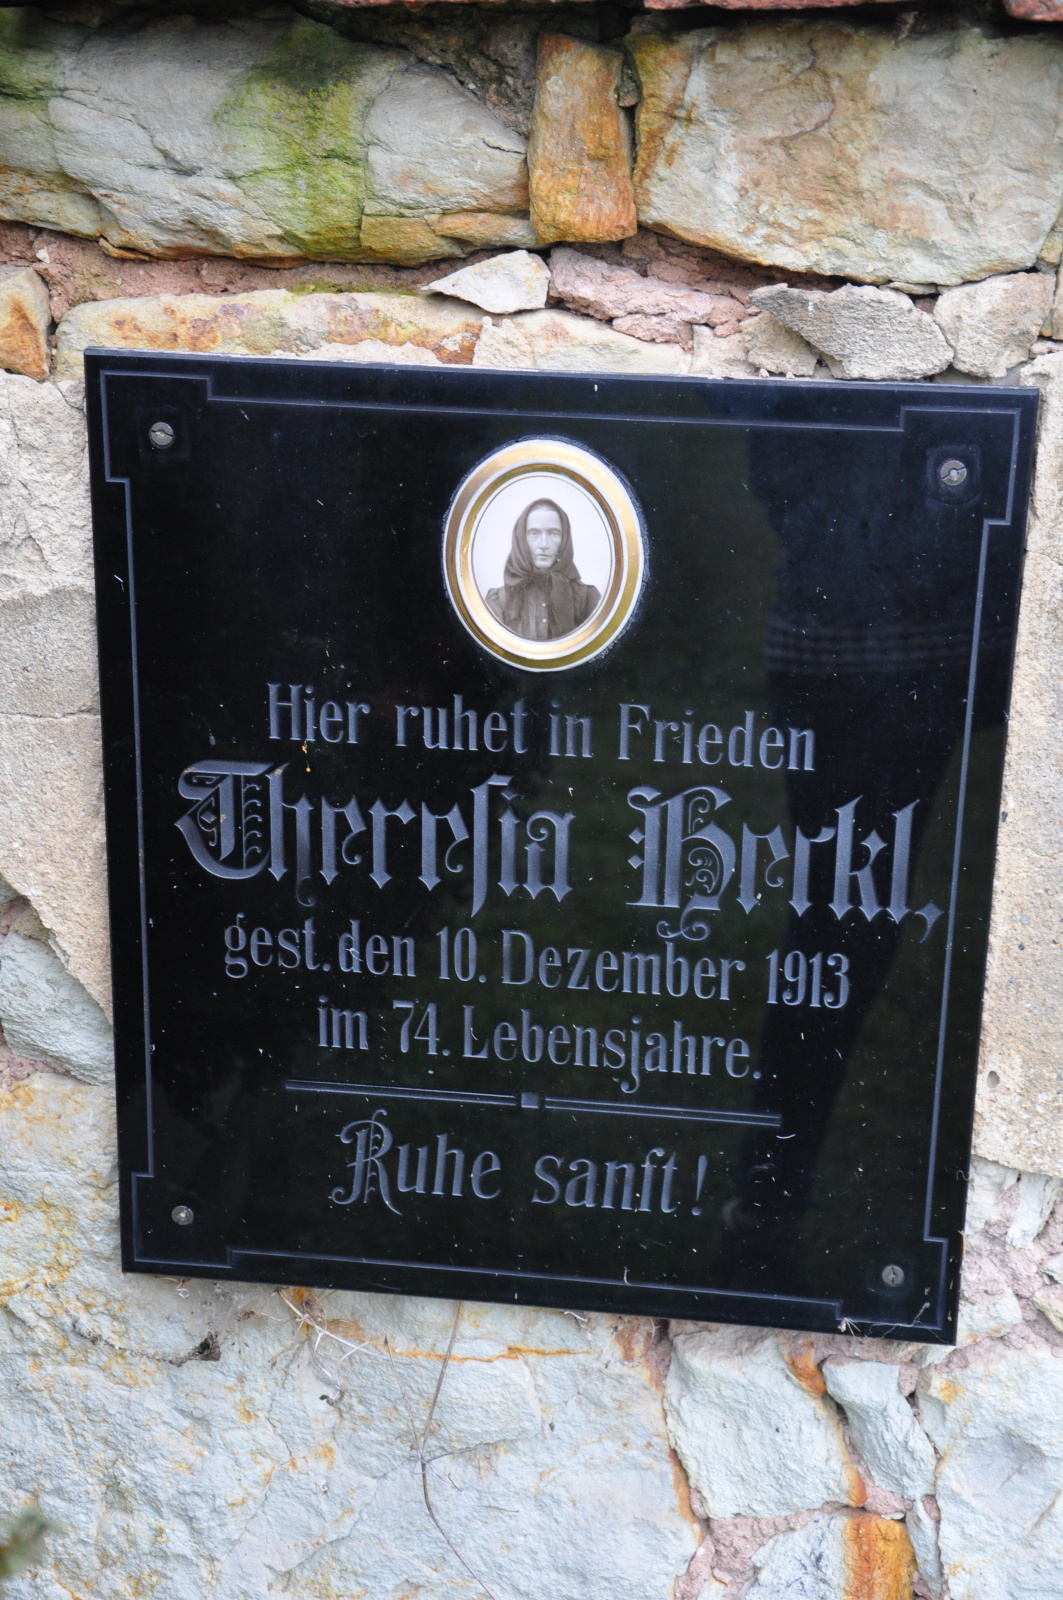 Hier ruhet in Frieden
Theresia Herkl,
gest. den 10. Dezember 1913
im 74. Lebensjahre.
Ruhe sanft!